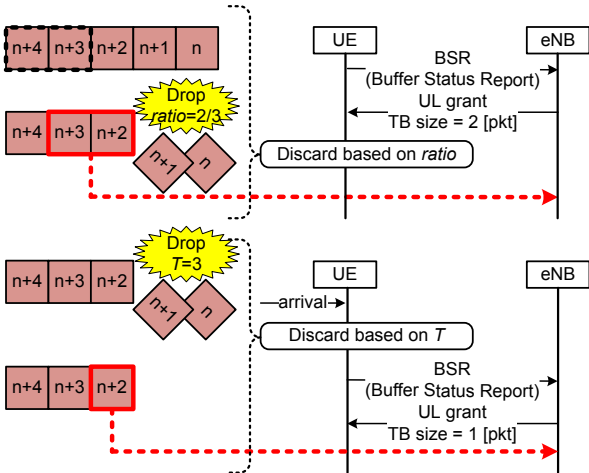 n+4 n+3 n+2 n+1 n
UE
eNB
BSR
(Buffer Status Report)
UL grant
TB size = 2 [pkt]
Drop
ratio=2/3
n+4 n+3 n+2
n+1 n
Discard based on ratio
Drop
T=3
n+4 n+3 n+2
n+1 n
UE
eNB
arrival
Discard based on T
n+4 n+3 n+2
BSR
(Buffer Status Report)
UL grant
TB size = 1 [pkt]